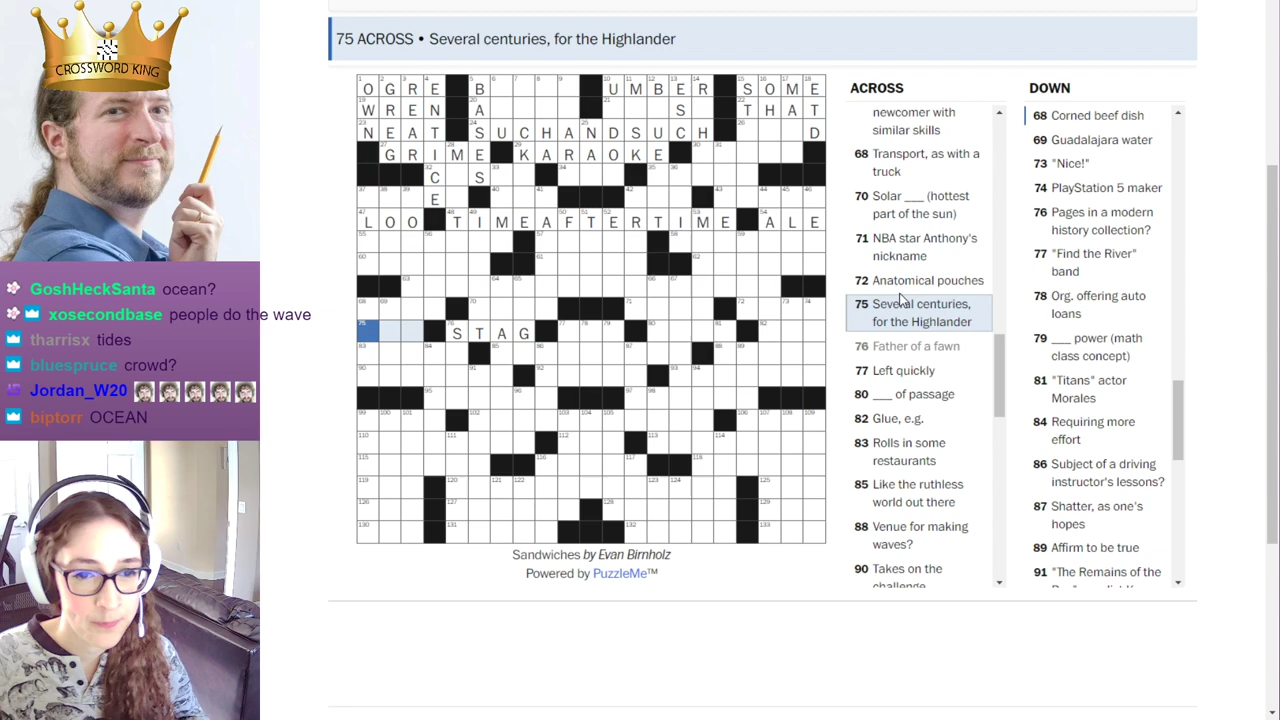 CROSSWORD KING
GoshHeckSanta ocean?
xosecondbase people do the wave
tharrisx tides
bluespruce crowd?
Jordan_W20
biptorr OCEAN
75 ACROSS • Several centuries, for the Highlander
OGRE B UMBER SOME
WREN A S THAT
NEAT SUCHANDSUCH D
GRIME KARAOKE
C S
E
LOO TIMEAFTERTIME ALE
STAG
Sandwiches by Evan Birnholz
Powered by PuzzleMe™
ACROSS
newcomer with
similar skills
68 Transport, as with a
truck
70 Solar ___ (hottest
part of the sun)
71 NBA star Anthony's
nickname
72 Anatomical pouches
75 Several centuries,
for the Highlander
76 Father of a fawn
77 Left quickly
80 ___ of passage
82 Glue, e.g.
83 Rolls in some
restaurants
85 Like the ruthless
world out there
88 Venue for making
waves?
90 Takes on the
challenge
DOWN
68 Corned beef dish
69 Guadalajara water
73 "Nice!"
74 PlayStation 5 maker
76 Pages in a modern
history collection?
77 "Find the River"
band
78 Org. offering auto
loans
79 ___ power (math
class concept)
81 "Titans" actor
Morales
84 Requiring more
effort
86 Subject of a driving
instructor's lessons?
87 Shatter, as one's
hopes
89 Affirm to be true
91 "The Remains of the